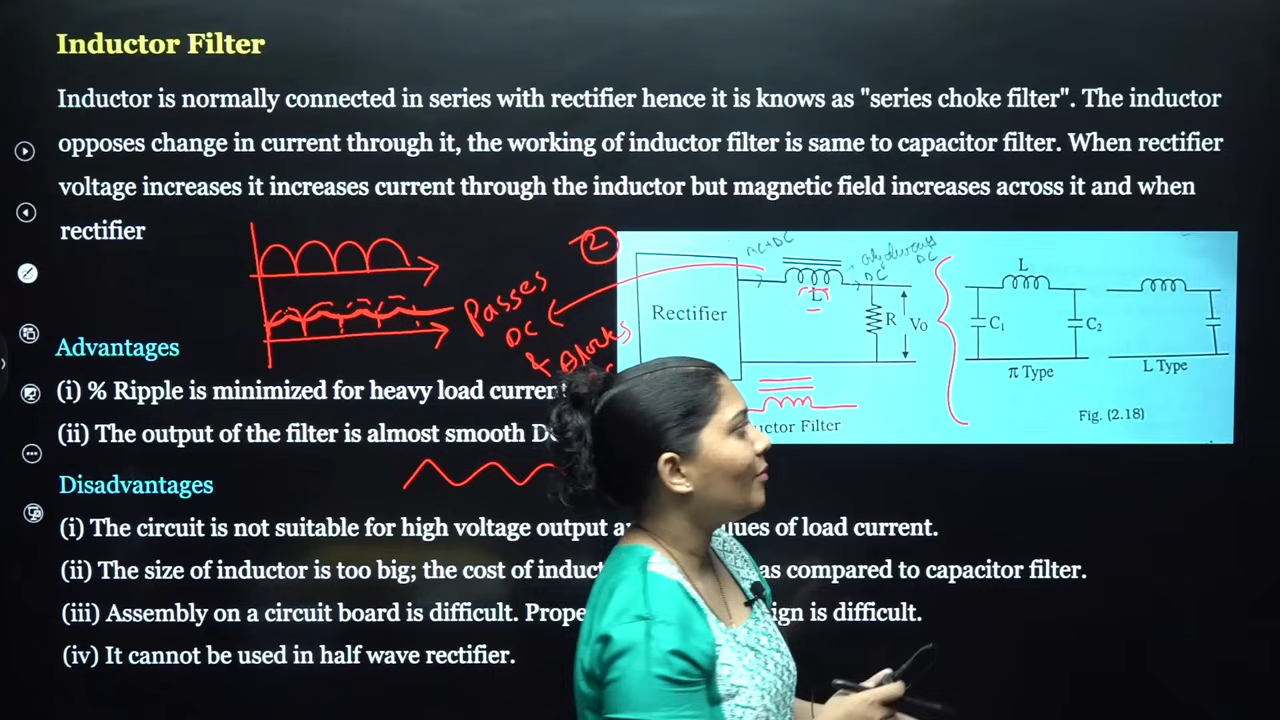 Inductor Filter
Inductor is normally connected in series with rectifier hence it is knows as "series choke filter". The inductor
opposes change in current through it, the working of inductor filter is same to capacitor filter. When rectifier
voltage increases it increases current through the inductor but magnetic field increases across it and when
rectifier
Passes
DC
& Blocks
2
AC+DC
DC
DC
L
Rectifier
R
Vo
L
C1
C2
π Type
L Type
uctor Filter
Fig. (2.18)
Advantages
(i) % Ripple is minimized for heavy load curren
(ii) The output of the filter is almost smooth D
Disadvantages
(i) The circuit is not suitable for high voltage output a lues of load current.
(ii) The size of inductor is too big; the cost of induct as compared to capacitor filter.
(iii) Assembly on a circuit board is difficult. Prope ign is difficult.
(iv) It cannot be used in half wave rectifier.